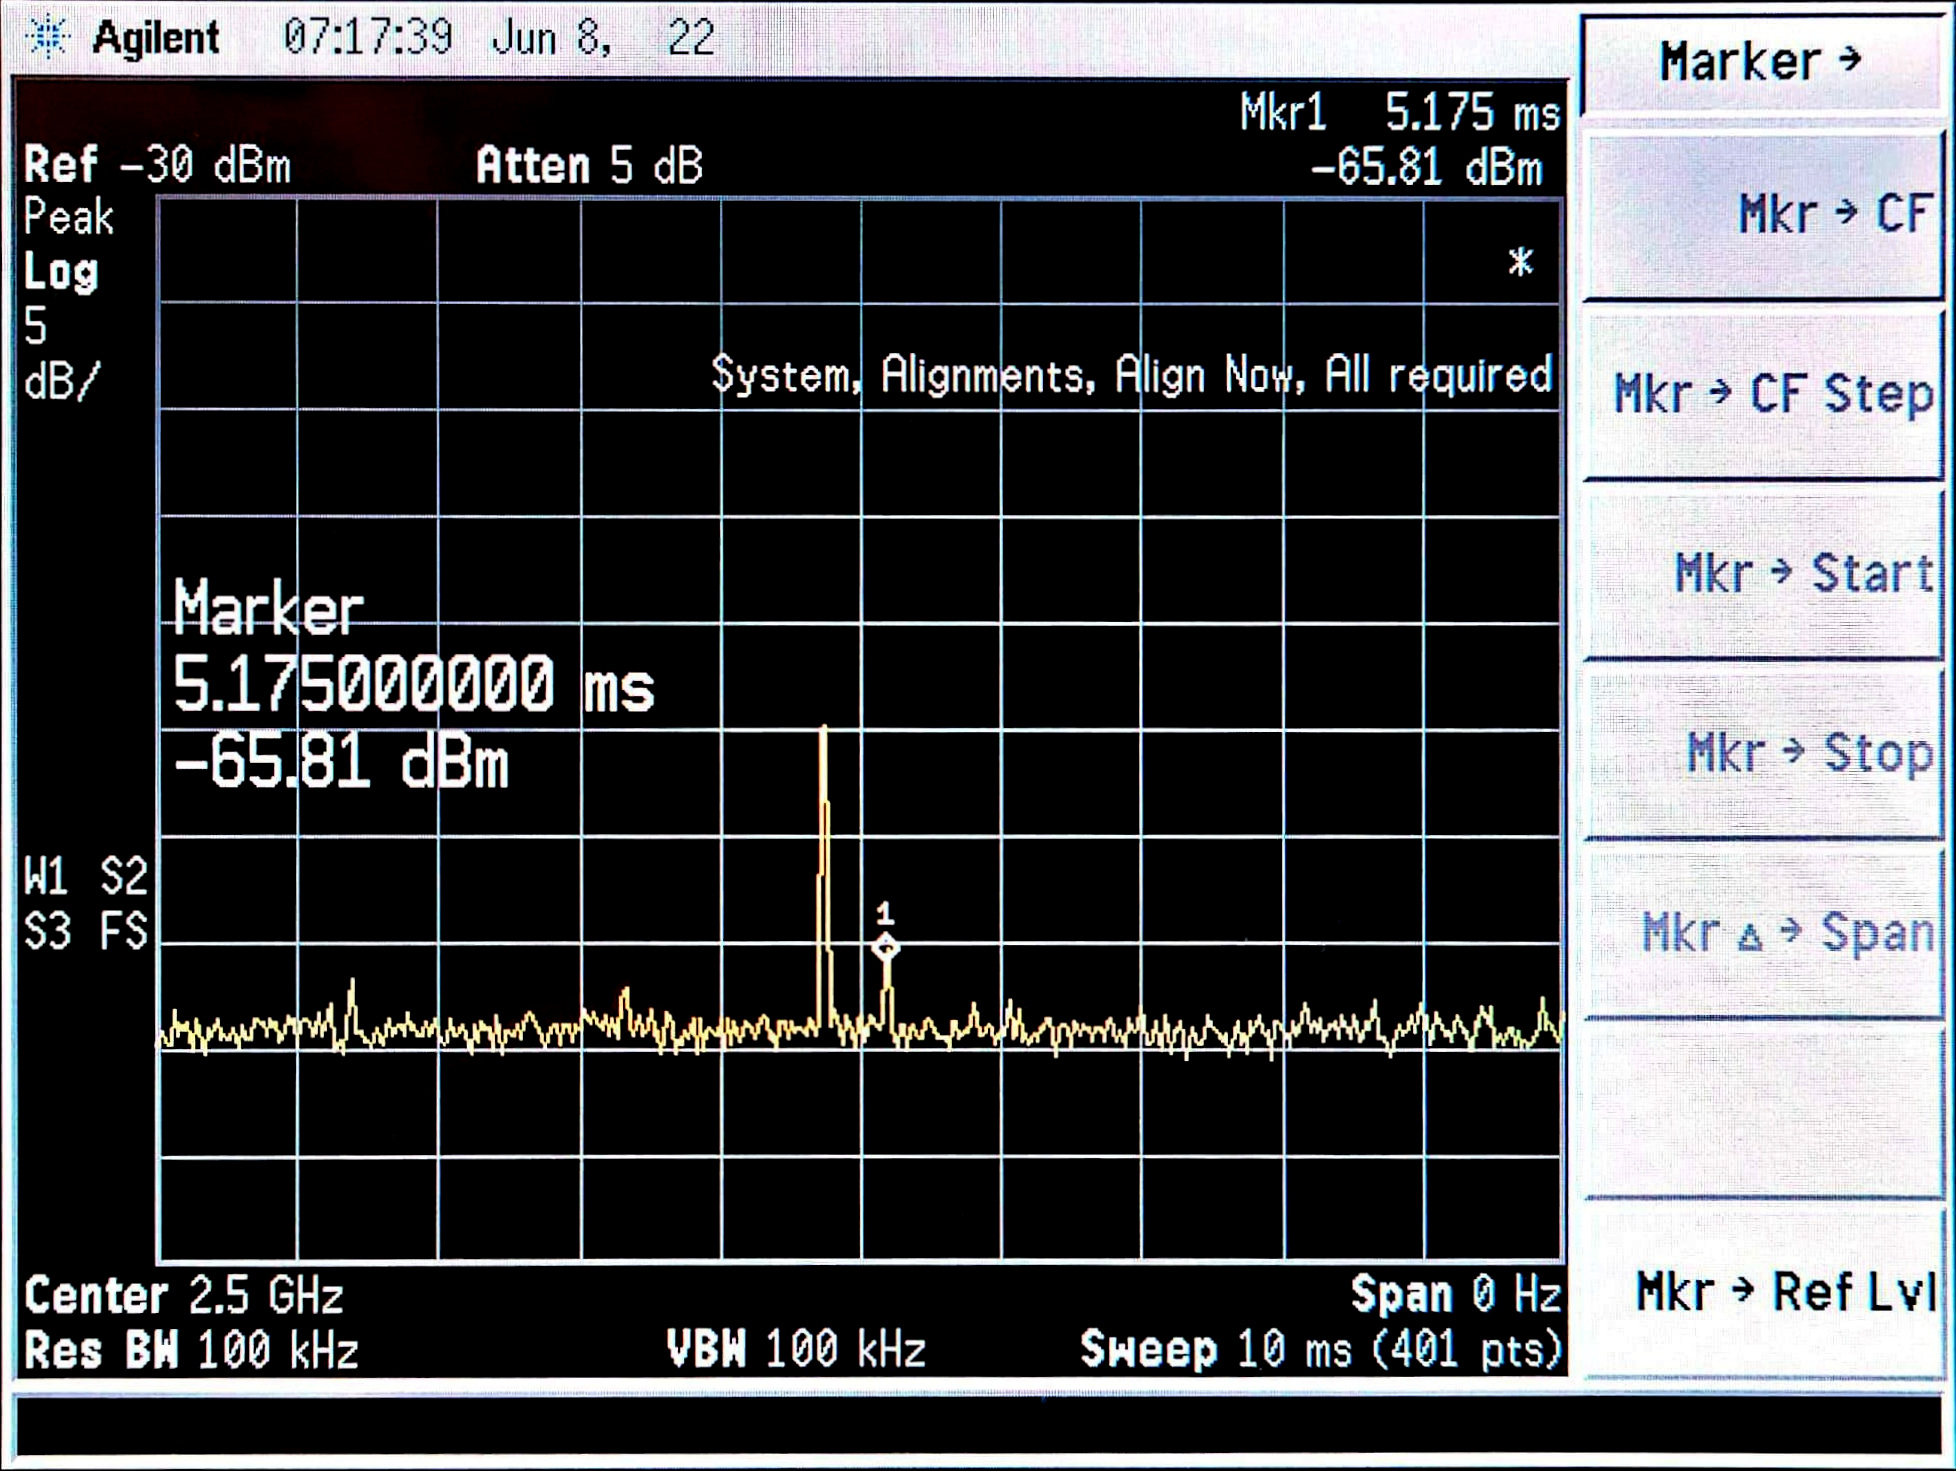 Agilent 07:17:39 Jun 8, 22
Marker →
Mkr1 5.175 ms
Ref -30 dBm Atten 5 dB -65.81 dBm
Peak
Log
5
dB/
*
System, Alignments, Align Now, All required
Marker
5.175000000 ms
-65.81 dBm
W1 S2
S3 FS
1
Center 2.5 GHz Span 0 Hz
Res BW 100 kHz VBW 100 kHz Sweep 10 ms (401 pts)
Mkr → CF
Mkr → CF Step
Mkr → Start
Mkr → Stop
Mkr Δ → Span
Mkr → Ref Lvl